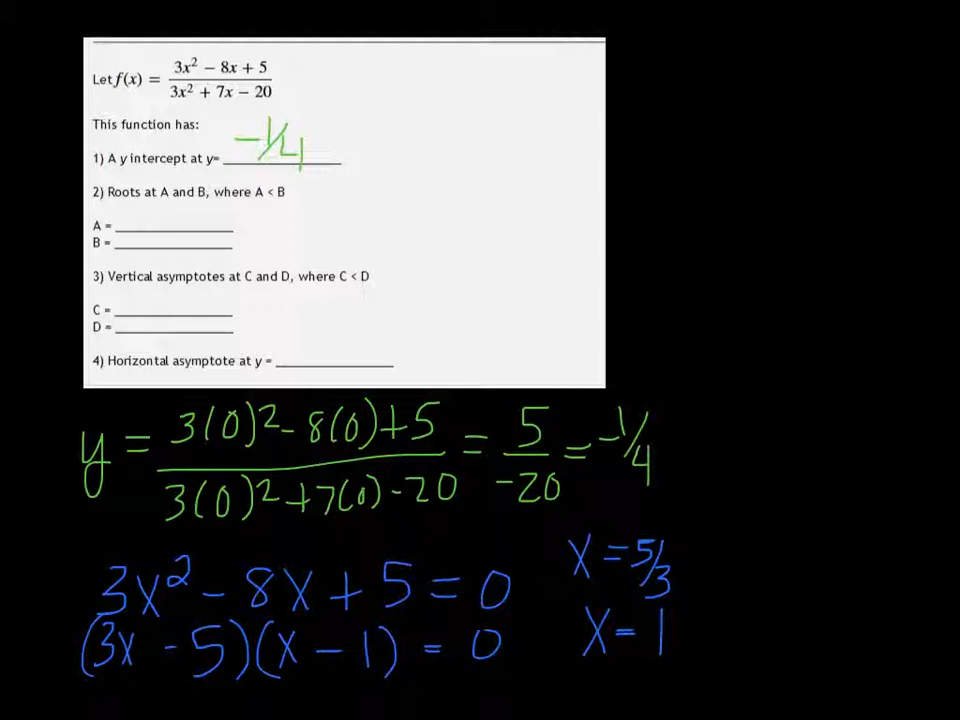 Let f(x) = (3x² − 8x + 5)/(3x² + 7x − 20)
This function has:
1) A y intercept at y= -1/4
2) Roots at A and B, where A < B
A =
B =
3) Vertical asymptotes at C and D, where C < D
C =
D =
4) Horizontal asymptote at y =
y = (3(0)² - 8(0) + 5)/(3(0)² + 7(0) - 20) = 5/-20 = -1/4
3x² - 8x + 5 = 0
x = 5/3
(3x - 5)(x - 1) = 0
x = 1